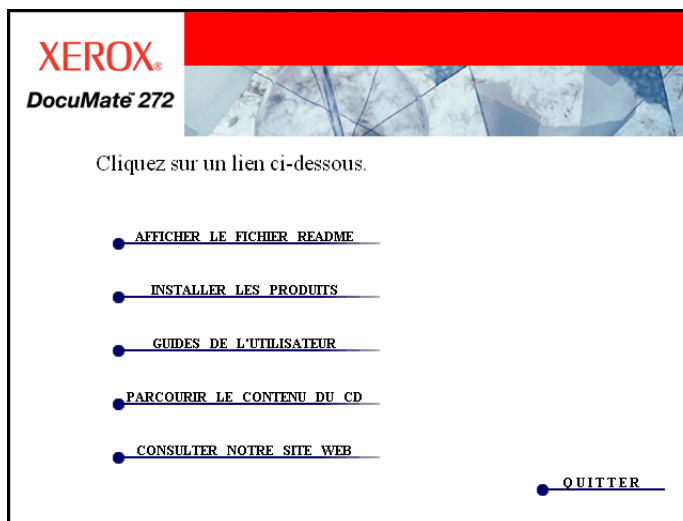 XEROX®
DocuMate™ 272
Cliquez sur un lien ci-dessous.
AFFICHER LE FICHIER README
INSTALLER LES PRODUITS
GUIDES DE L'UTILISATEUR
PARCOURIR LE CONTENU DU CD
CONSULTER NOTRE SITE WEB
QUITTER